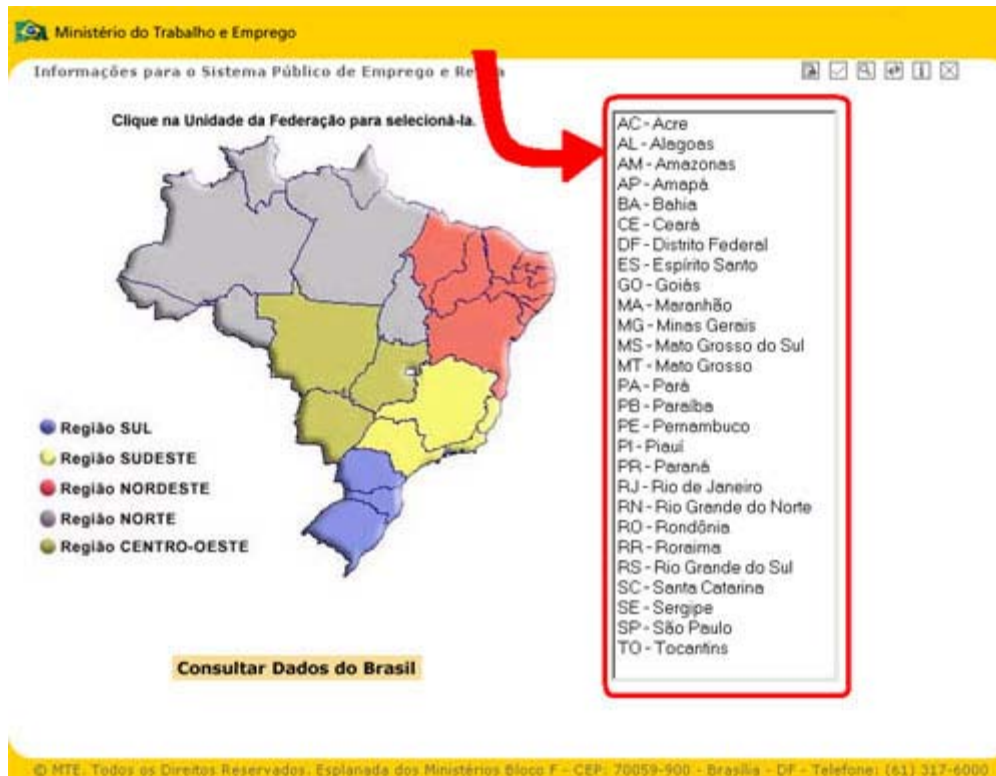 Ministério do Trabalho e Emprego
Informações para o Sistema Público de Emprego e
Clique na Unidade da Federação para selecioná-la.
AC - Acre
AL - Alagoas
AM - Amazonas
AP - Amapá
BA - Bahia
CE - Ceará
DF - Distrito Federal
ES - Espírito Santo
GO - Goiás
MA - Maranhão
MG - Minas Gerais
MS - Mato Grosso do Sul
MT - Mato Grosso
PA - Pará
PB - Paraíba
PE - Pernambuco
PI - Piauí
PR - Paraná
RJ - Rio de Janeiro
RN - Rio Grande do Norte
RO - Rondônia
RR - Roraima
RS - Rio Grande do Sul
SC - Santa Catarina
SE - Sergipe
SP - São Paulo
TO - Tocantins
Região SUL
Região SUDESTE
Região NORDESTE
Região NORTE
Região CENTRO-OESTE
Consultar Dados do Brasil
© MTE. Todos os Direitos Reservados. Esplanada dos Ministérios Bloco F - CEP: 70059-900 - Brasília - DF - Telefone: (61) 317-6000